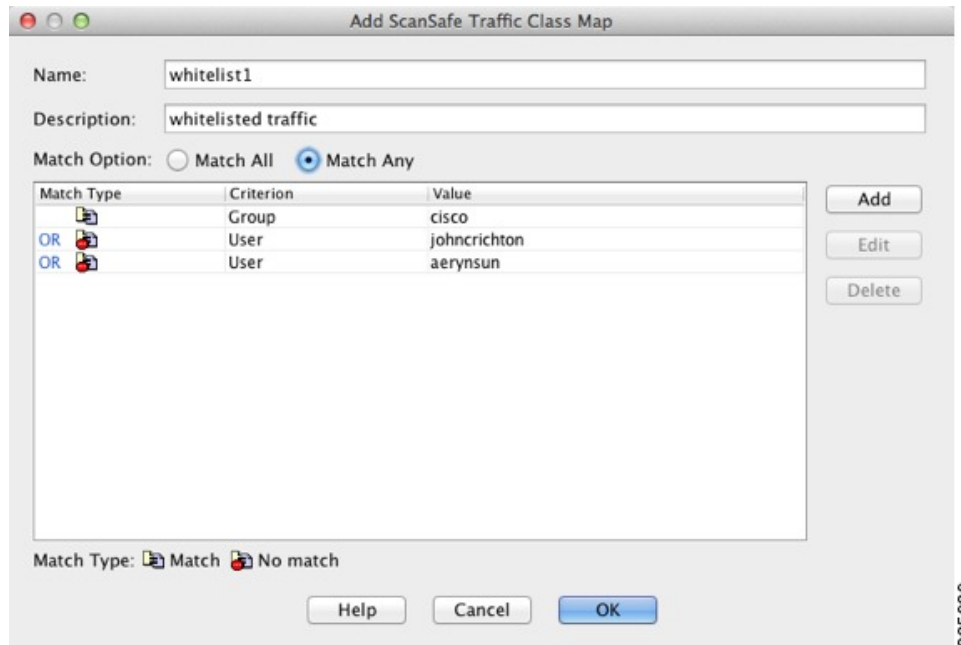 Add ScanSafe Traffic Class Map
Name: whitelist1
Description: whitelisted traffic
Match Option: Match All Match Any
Match Type Criterion Value
Group cisco
OR User johncrichton
OR User aerynsun
Add
Edit
Delete
Match Type: Match No match
Help Cancel OK